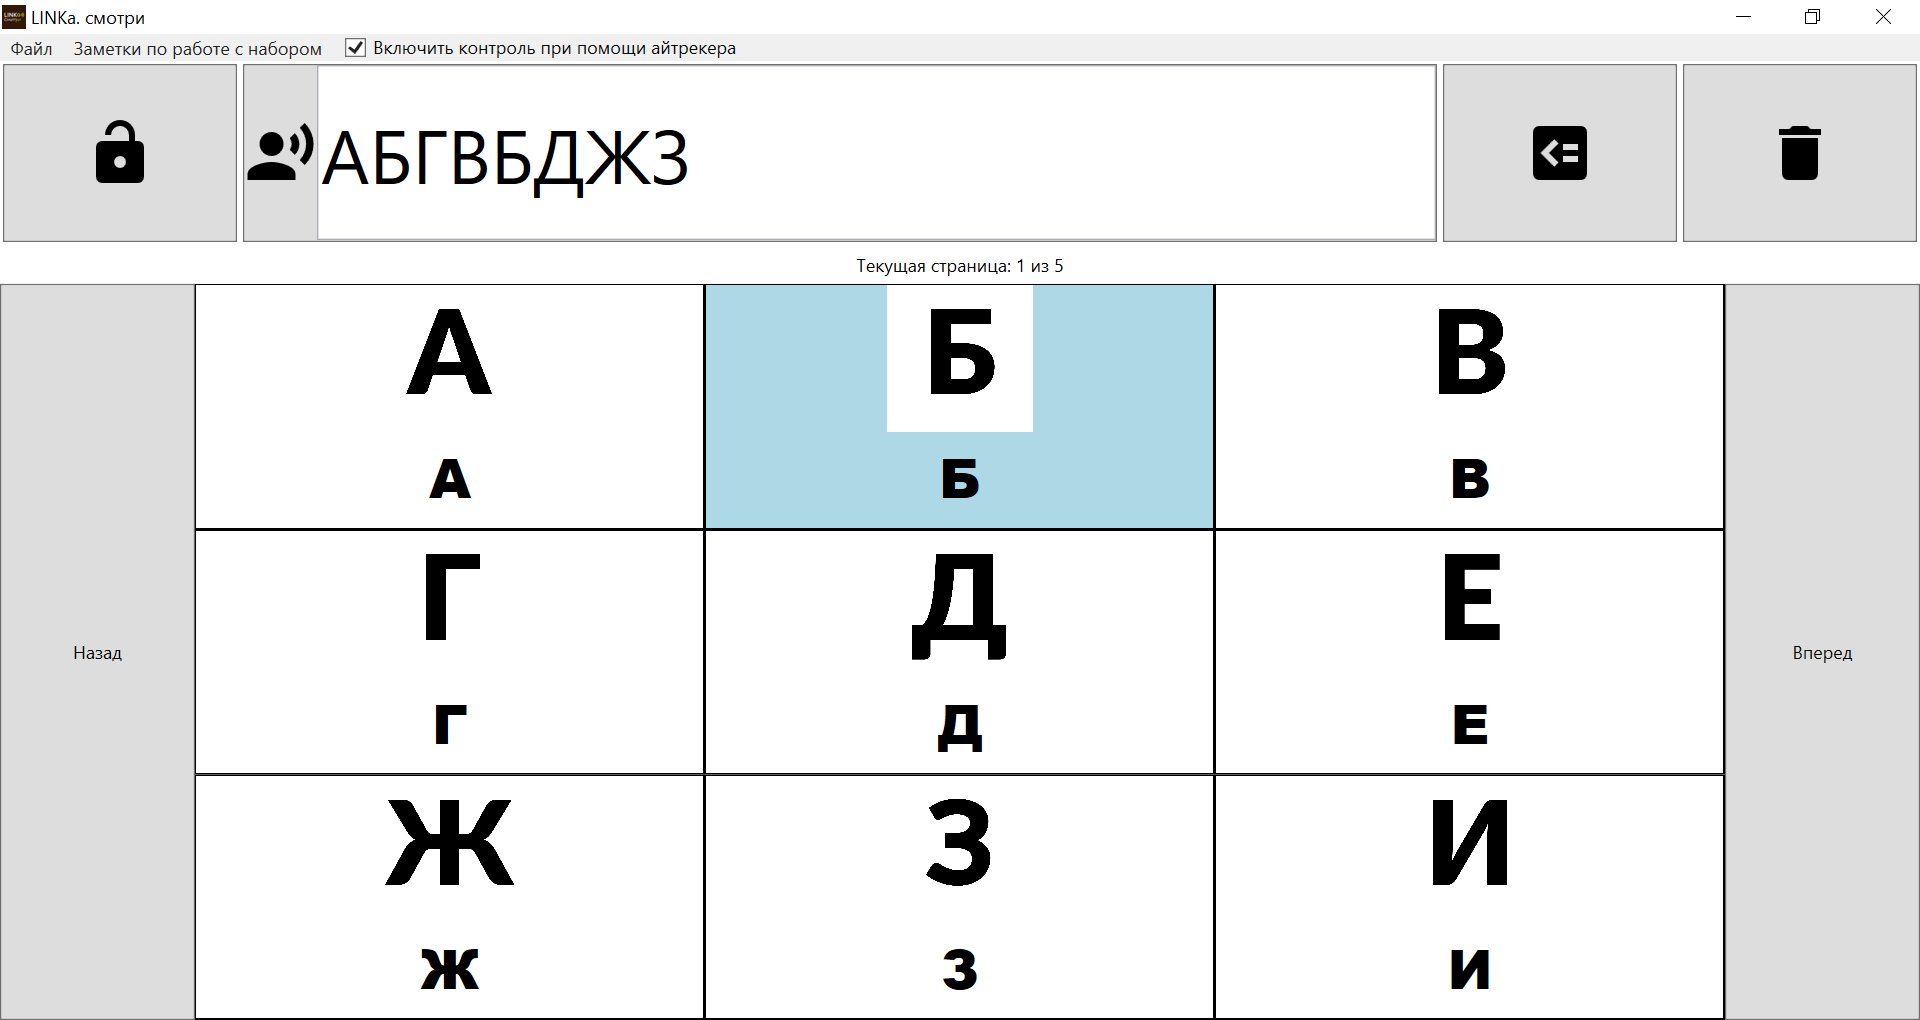 LINKa. смотри
Файл Заметки по работе с набором Включить контроль при помощи айтрекера
АБГВБДЖЗ
Текущая страница: 1 из 5
Назад
А Б В
А Б В
Г Д Е
Г Д Е
Ж З И
Ж З И
Вперед